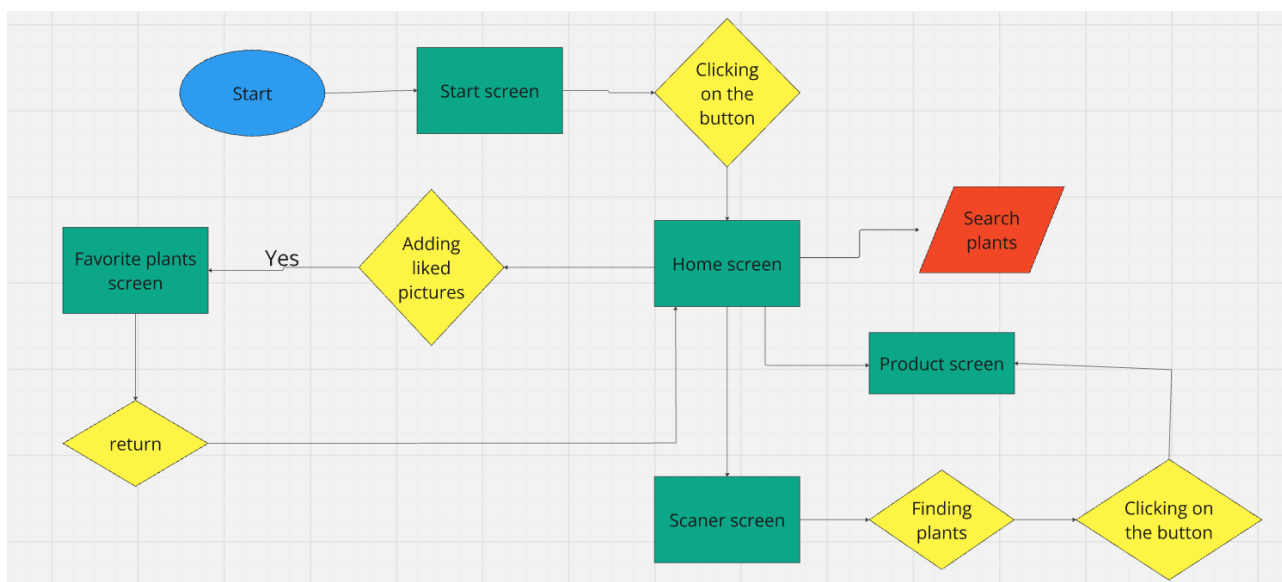 Start
Start screen
Clicking
on the
button
Search
plants
Adding
liked
pictures
Yes
Favorite plants
screen
Home screen
Product screen
return
Scaner screen
Finding
plants
Clicking on
the button